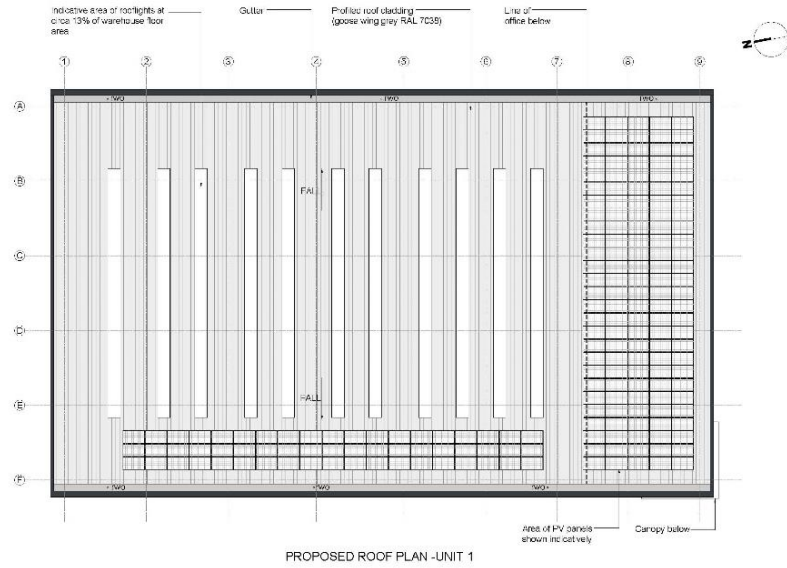 Indicative area of rooflights at
circa 13% of warehouse floor
area
Gutter
Profiled roof cladding
(goose wing grey RAL 7038)
Line of
office below
N
1 2 3 4 5 6 7 8 9
A
B
C
D
E
F
TWO
TWO
TWO
FALL
FALL
TWO
TWO
TWO
Area of PV panels
shown indicatively
Canopy below
PROPOSED ROOF PLAN -UNIT 1